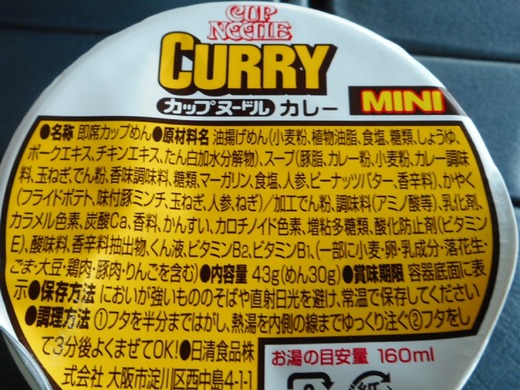 CUP
NOODLE
CURRY
カップヌードル カレー MINI
●名称 即席カップめん●原材料名 油揚げめん(小麦粉、植物油脂、食塩、糖類、しょうゆ、
ポークエキス、チキンエキス、たん白加水分解物)、スープ(豚脂、カレー粉、小麦粉、カレー調味
料、玉ねぎ、でん粉、香味調味料、糖類、マーガリン、食塩、人参、ピーナッツバター、香辛料)、かやく
(フライドポテト、味付豚ミンチ、玉ねぎ、人参、ねぎ)/加工でん粉、調味料(アミノ酸等)、乳化剤、
カラメル色素、炭酸Ca、香料、かんすい、カロチノイド色素、増粘多糖類、酸化防止剤(ビタミン
E)、酸味料、香辛料抽出物、くん液、ビタミンB2、ビタミンB1、(一部に小麦・卵・乳成分・落花生・
ごま・大豆・鶏肉・豚肉・りんごを含む)●内容量 43g(めん30g)●賞味期限 容器底面に表
示●保存方法 においが強いもののそばや直射日光を避け、常温で保存してください
●調理方法 ①フタを半分まではがし、熱湯を内側の線までゆっくり注ぐ②フタをし
て3分後よくまぜてOK!●日清食品株
式会社 大阪市淀川区西中島4-1-1
お湯の目安量 160ml